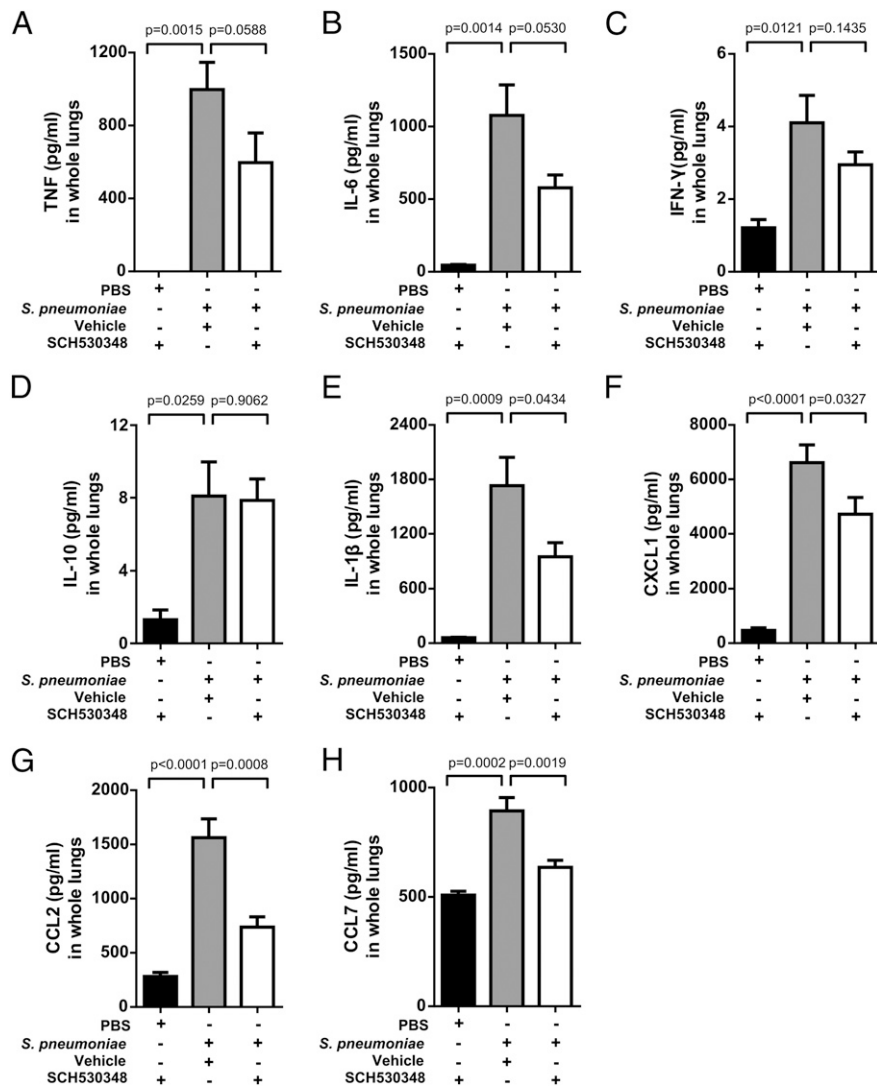 A
p=0.0015 p=0.0588
TNF (pg/ml)
in whole lungs
1200
800
400
0
PBS + - -
S. pneumoniae - + +
Vehicle - + -
SCH530348 + - +
B
p=0.0014 p=0.0530
IL-6 (pg/ml)
in whole lungs
1500
1000
500
0
PBS + - -
S. pneumoniae - + +
Vehicle - + -
SCH530348 + - +
C
p=0.0121 p=0.1435
IFN-γ(pg/ml)
in whole lungs
6
4
2
0
PBS + - -
S. pneumoniae - + +
Vehicle - + -
SCH530348 + - +
D
p=0.0259 p=0.9062
IL-10 (pg/ml)
in whole lungs
12
8
4
0
PBS + - -
S. pneumoniae - + +
Vehicle - + -
SCH530348 + - +
E
p=0.0009 p=0.0434
IL-1β (pg/ml)
in whole lungs
2400
1800
1200
600
0
PBS + - -
S. pneumoniae - + +
Vehicle - + -
SCH530348 + - +
F
p<0.0001 p=0.0327
CXCL1 (pg/ml)
in whole lungs
8000
6000
4000
2000
0
PBS + - -
S. pneumoniae - + +
Vehicle - + -
SCH530348 + - +
G
p<0.0001 p=0.0008
CCL2 (pg/ml)
in whole lungs
2000
1500
1000
500
0
PBS + - -
S. pneumoniae - + +
Vehicle - + -
SCH530348 + - +
H
p=0.0002 p=0.0019
CCL7 (pg/ml)
in whole lungs
1000
500
0
PBS + - -
S. pneumoniae - + +
Vehicle - + -
SCH530348 + - +